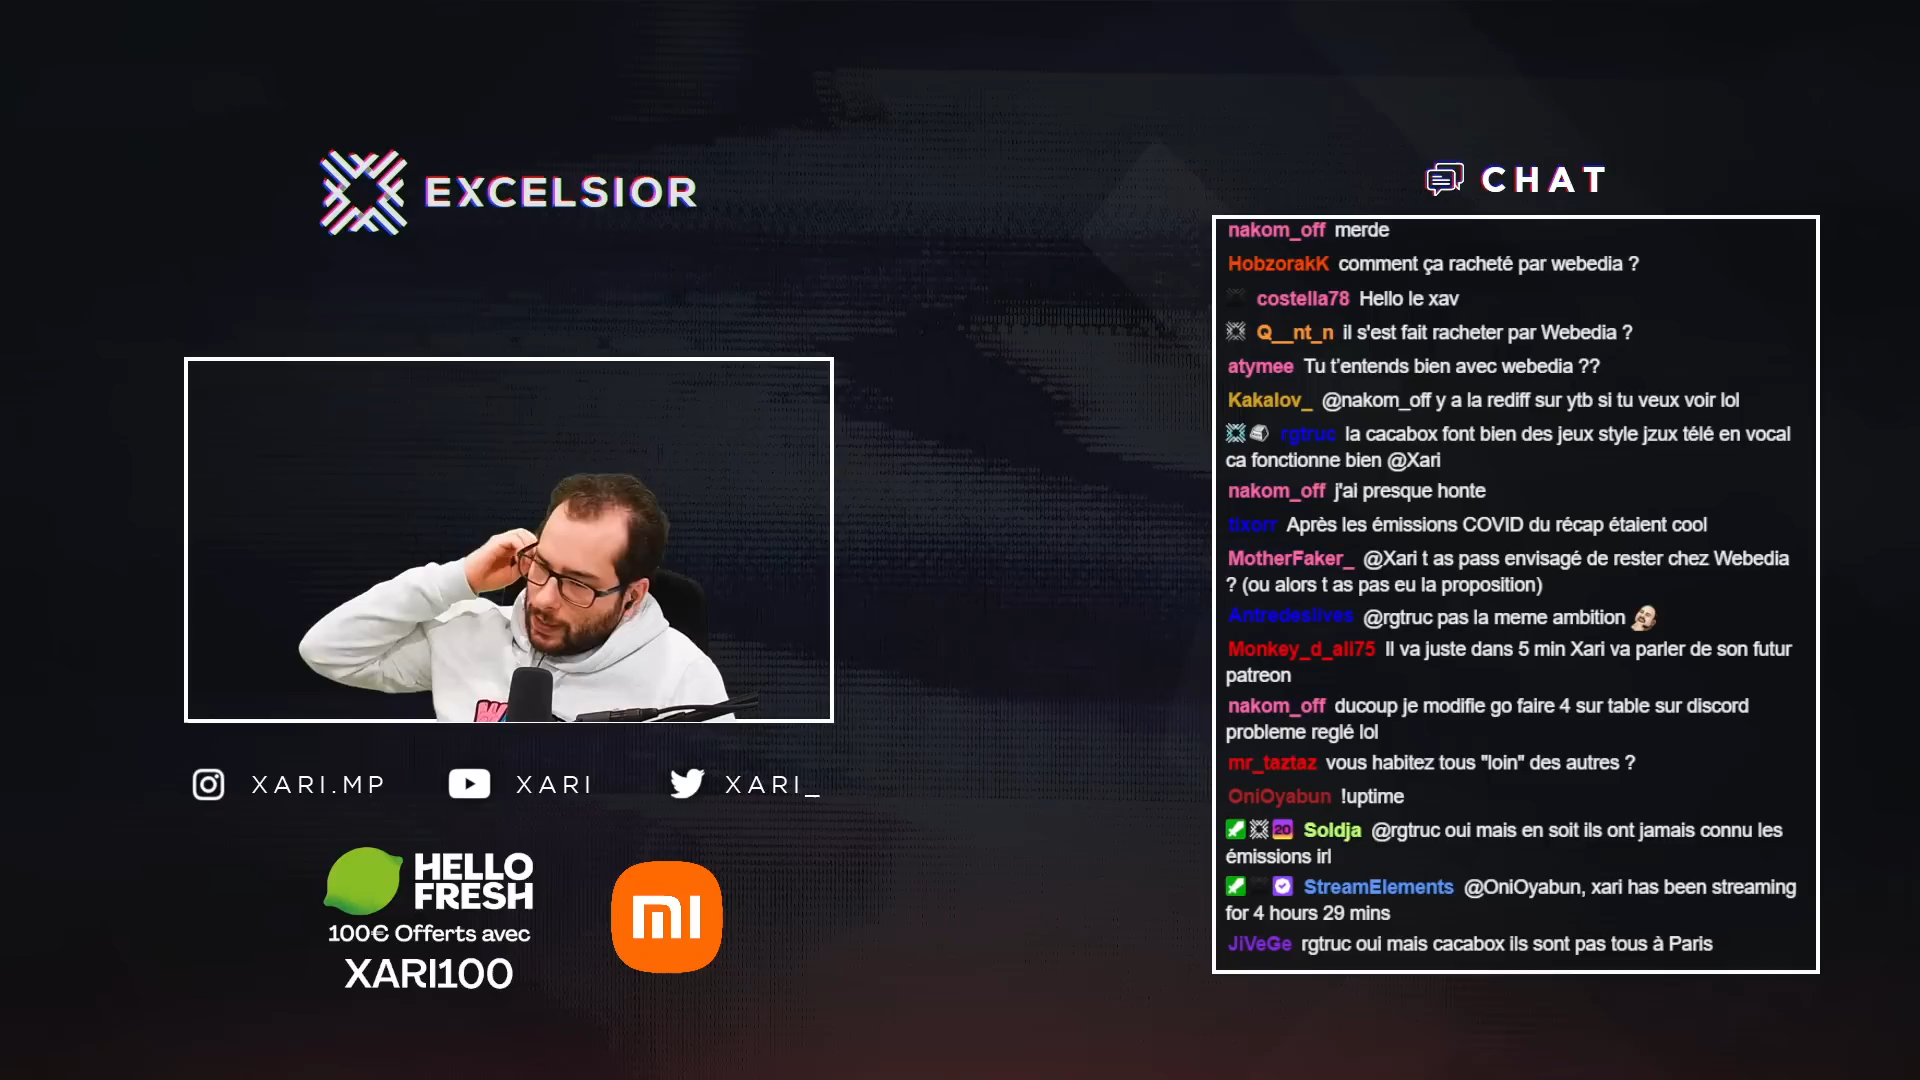 EXCELSIOR
CHAT
nakom_off merde
HobzorakK comment ça racheté par webedia ?
costella78 Hello le xav
Q__nt_n il s'est fait racheter par Webedia ?
atymee Tu t'entends bien avec webedia ??
Kakalov_ @nakom_off y a la rediff sur ytb si tu veux voir lol
rgtruc la cacabox font bien des jeux style jzux télé en vocal
ca fonctionne bien @Xari
nakom_off j'ai presque honte
tixorr Après les émissions COVID du récap étaient cool
MotherFaker_ @Xari t as pass envisagé de rester chez Webedia
? (ou alors t as pas eu la proposition)
Antredeslives @rgtruc pas la meme ambition
Monkey_d_ali75 Il va juste dans 5 min Xari va parler de son futur
patreon
nakom_off ducoup je modifie go faire 4 sur table sur discord
probleme reglé lol
mr_taztaz vous habitez tous "loin" des autres ?
OniOyabun !uptime
20 Soldja @rgtruc oui mais en soit ils ont jamais connu les
émissions irl
StreamElements @OniOyabun, xari has been streaming
for 4 hours 29 mins
JiVeGe rgtruc oui mais cacabox ils sont pas tous à Paris
XARI.MP XARI XARI_
HELLO
FRESH
100€ Offerts avec
XARI100
mi